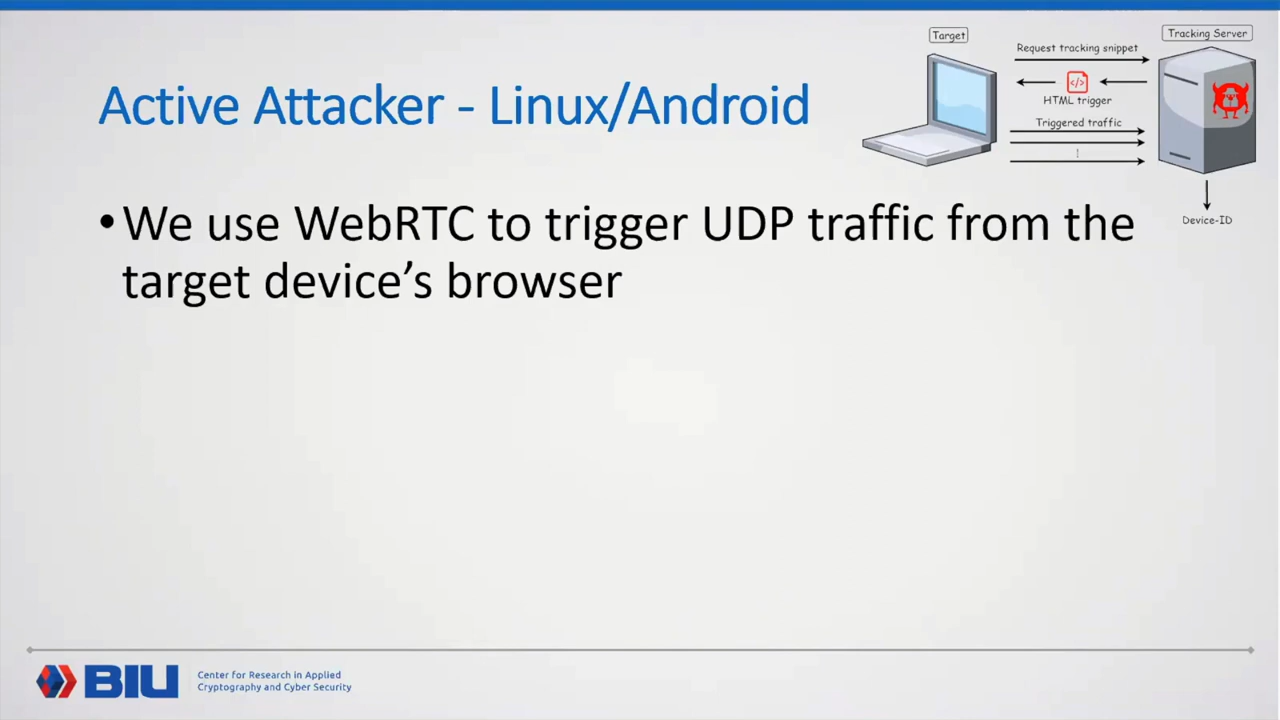 Active Attacker - Linux/Android
Target
Tracking Server
Request tracking snippet
</>
HTML trigger
Triggered traffic
Device-ID
•We use WebRTC to trigger UDP traffic from the
target device’s browser
BIU
Center for Research in Applied
Cryptography and Cyber Security